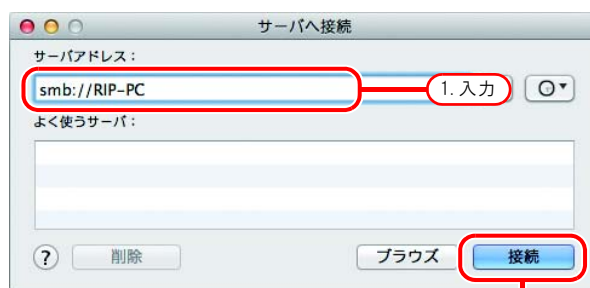 サーバへ接続
サーバアドレス：
smb://RIP-PC
1. 入力
よく使うサーバ：
? 削除 ブラウズ 接続